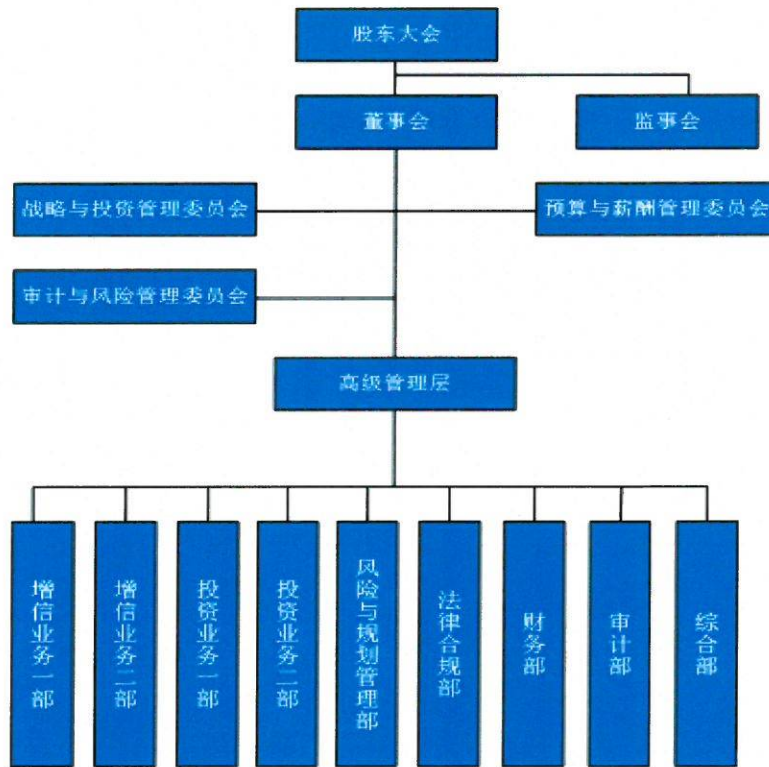 股东大会
董事会
监事会
战略与投资管理委员会
预算与薪酬管理委员会
审计与风险管理委员会
高级管理层
增信业务一部
增信业务二部
投资业务一部
投资业务二部
风险与规划管理部
法律合规部
财务部
审计部
综合部